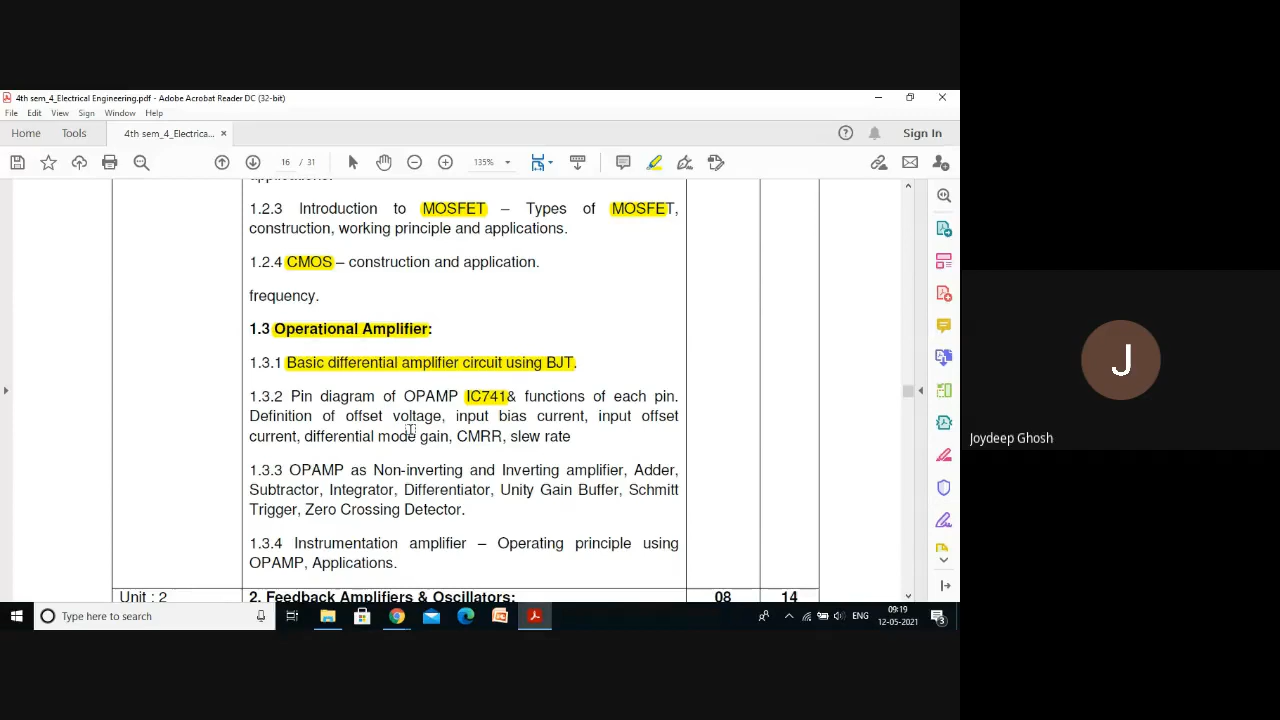 4th sem_4_Electrical Engineering.pdf - Adobe Acrobat Reader DC (32-bit)
File Edit View Sign Window Help
Home Tools 4th sem_4_Electrica... × Sign In
16 / 31 135%
applications.
1.2.3 Introduction to MOSFET – Types of MOSFET,
construction, working principle and applications.
1.2.4 CMOS – construction and application.
frequency.
1.3 Operational Amplifier:
1.3.1 Basic differential amplifier circuit using BJT.
1.3.2 Pin diagram of OPAMP IC741& functions of each pin.
Definition of offset voltage, input bias current, input offset
current, differential mode gain, CMRR, slew rate
1.3.3 OPAMP as Non-inverting and Inverting amplifier, Adder,
Subtractor, Integrator, Differentiator, Unity Gain Buffer, Schmitt
Trigger, Zero Crossing Detector.
1.3.4 Instrumentation amplifier – Operating principle using
OPAMP, Applications.
Unit : 2 2. Feedback Amplifiers & Oscillators: 08 14
Type here to search
ENG 09:19
12-05-2021
3
J
Joydeep Ghosh